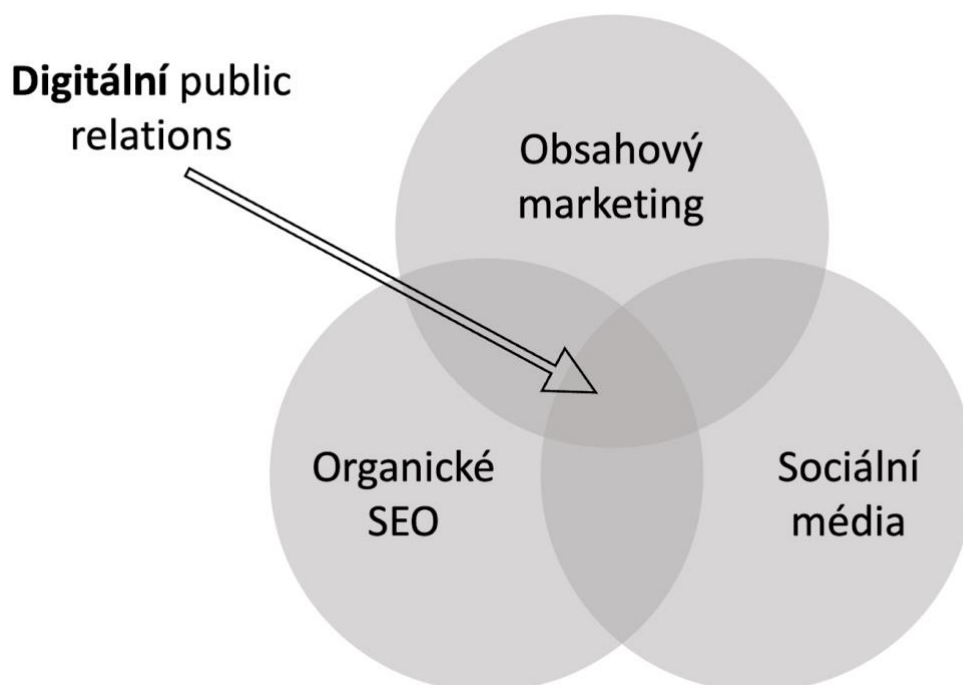 Digitální public
relations
Obsahový
marketing
Organické
SEO
Sociální
média